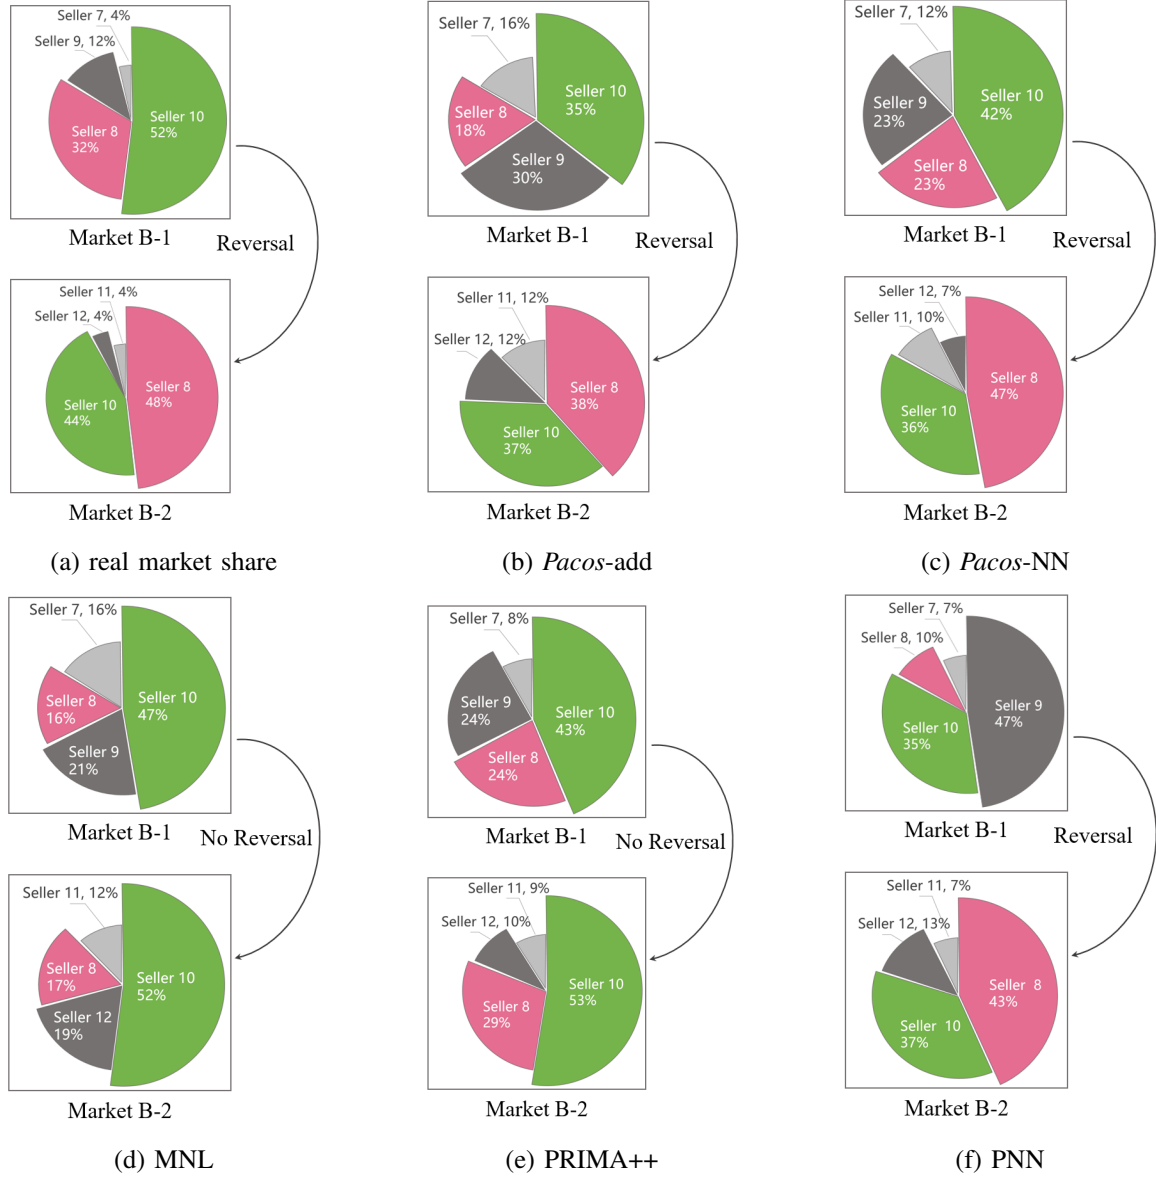 Seller 7, 4%
Seller 9, 12%
Seller 10
52%
Seller 8
32%
Market B-1
Reversal
Seller 11, 4%
Seller 12, 4%
Seller 8
48%
Seller 10
44%
Market B-2
(a) real market share
Seller 7, 16%
Seller 10
35%
Seller 8
18%
Seller 9
30%
Market B-1
Reversal
Seller 11, 12%
Seller 12, 12%
Seller 8
38%
Seller 10
37%
Market B-2
(b) Pacos-add
Seller 7, 12%
Seller 10
42%
Seller 9
23%
Seller 8
23%
Market B-1
Reversal
Seller 12, 7%
Seller 11, 10%
Seller 8
47%
Seller 10
36%
Market B-2
(c) Pacos-NN
Seller 7, 16%
Seller 10
47%
Seller 8
16%
Seller 9
21%
Market B-1
No Reversal
Seller 11, 12%
Seller 8
17%
Seller 10
52%
Seller 12
19%
Market B-2
(d) MNL
Seller 7, 8%
Seller 9
24%
Seller 10
43%
Seller 8
24%
Market B-1
No Reversal
Seller 11, 9%
Seller 12, 10%
Seller 10
53%
Seller 8
29%
Market B-2
(e) PRIMA++
Seller 7, 7%
Seller 8, 10%
Seller 9
47%
Seller 10
35%
Market B-1
Reversal
Seller 11, 7%
Seller 12, 13%
Seller 8
43%
Seller 10
37%
Market B-2
(f) PNN